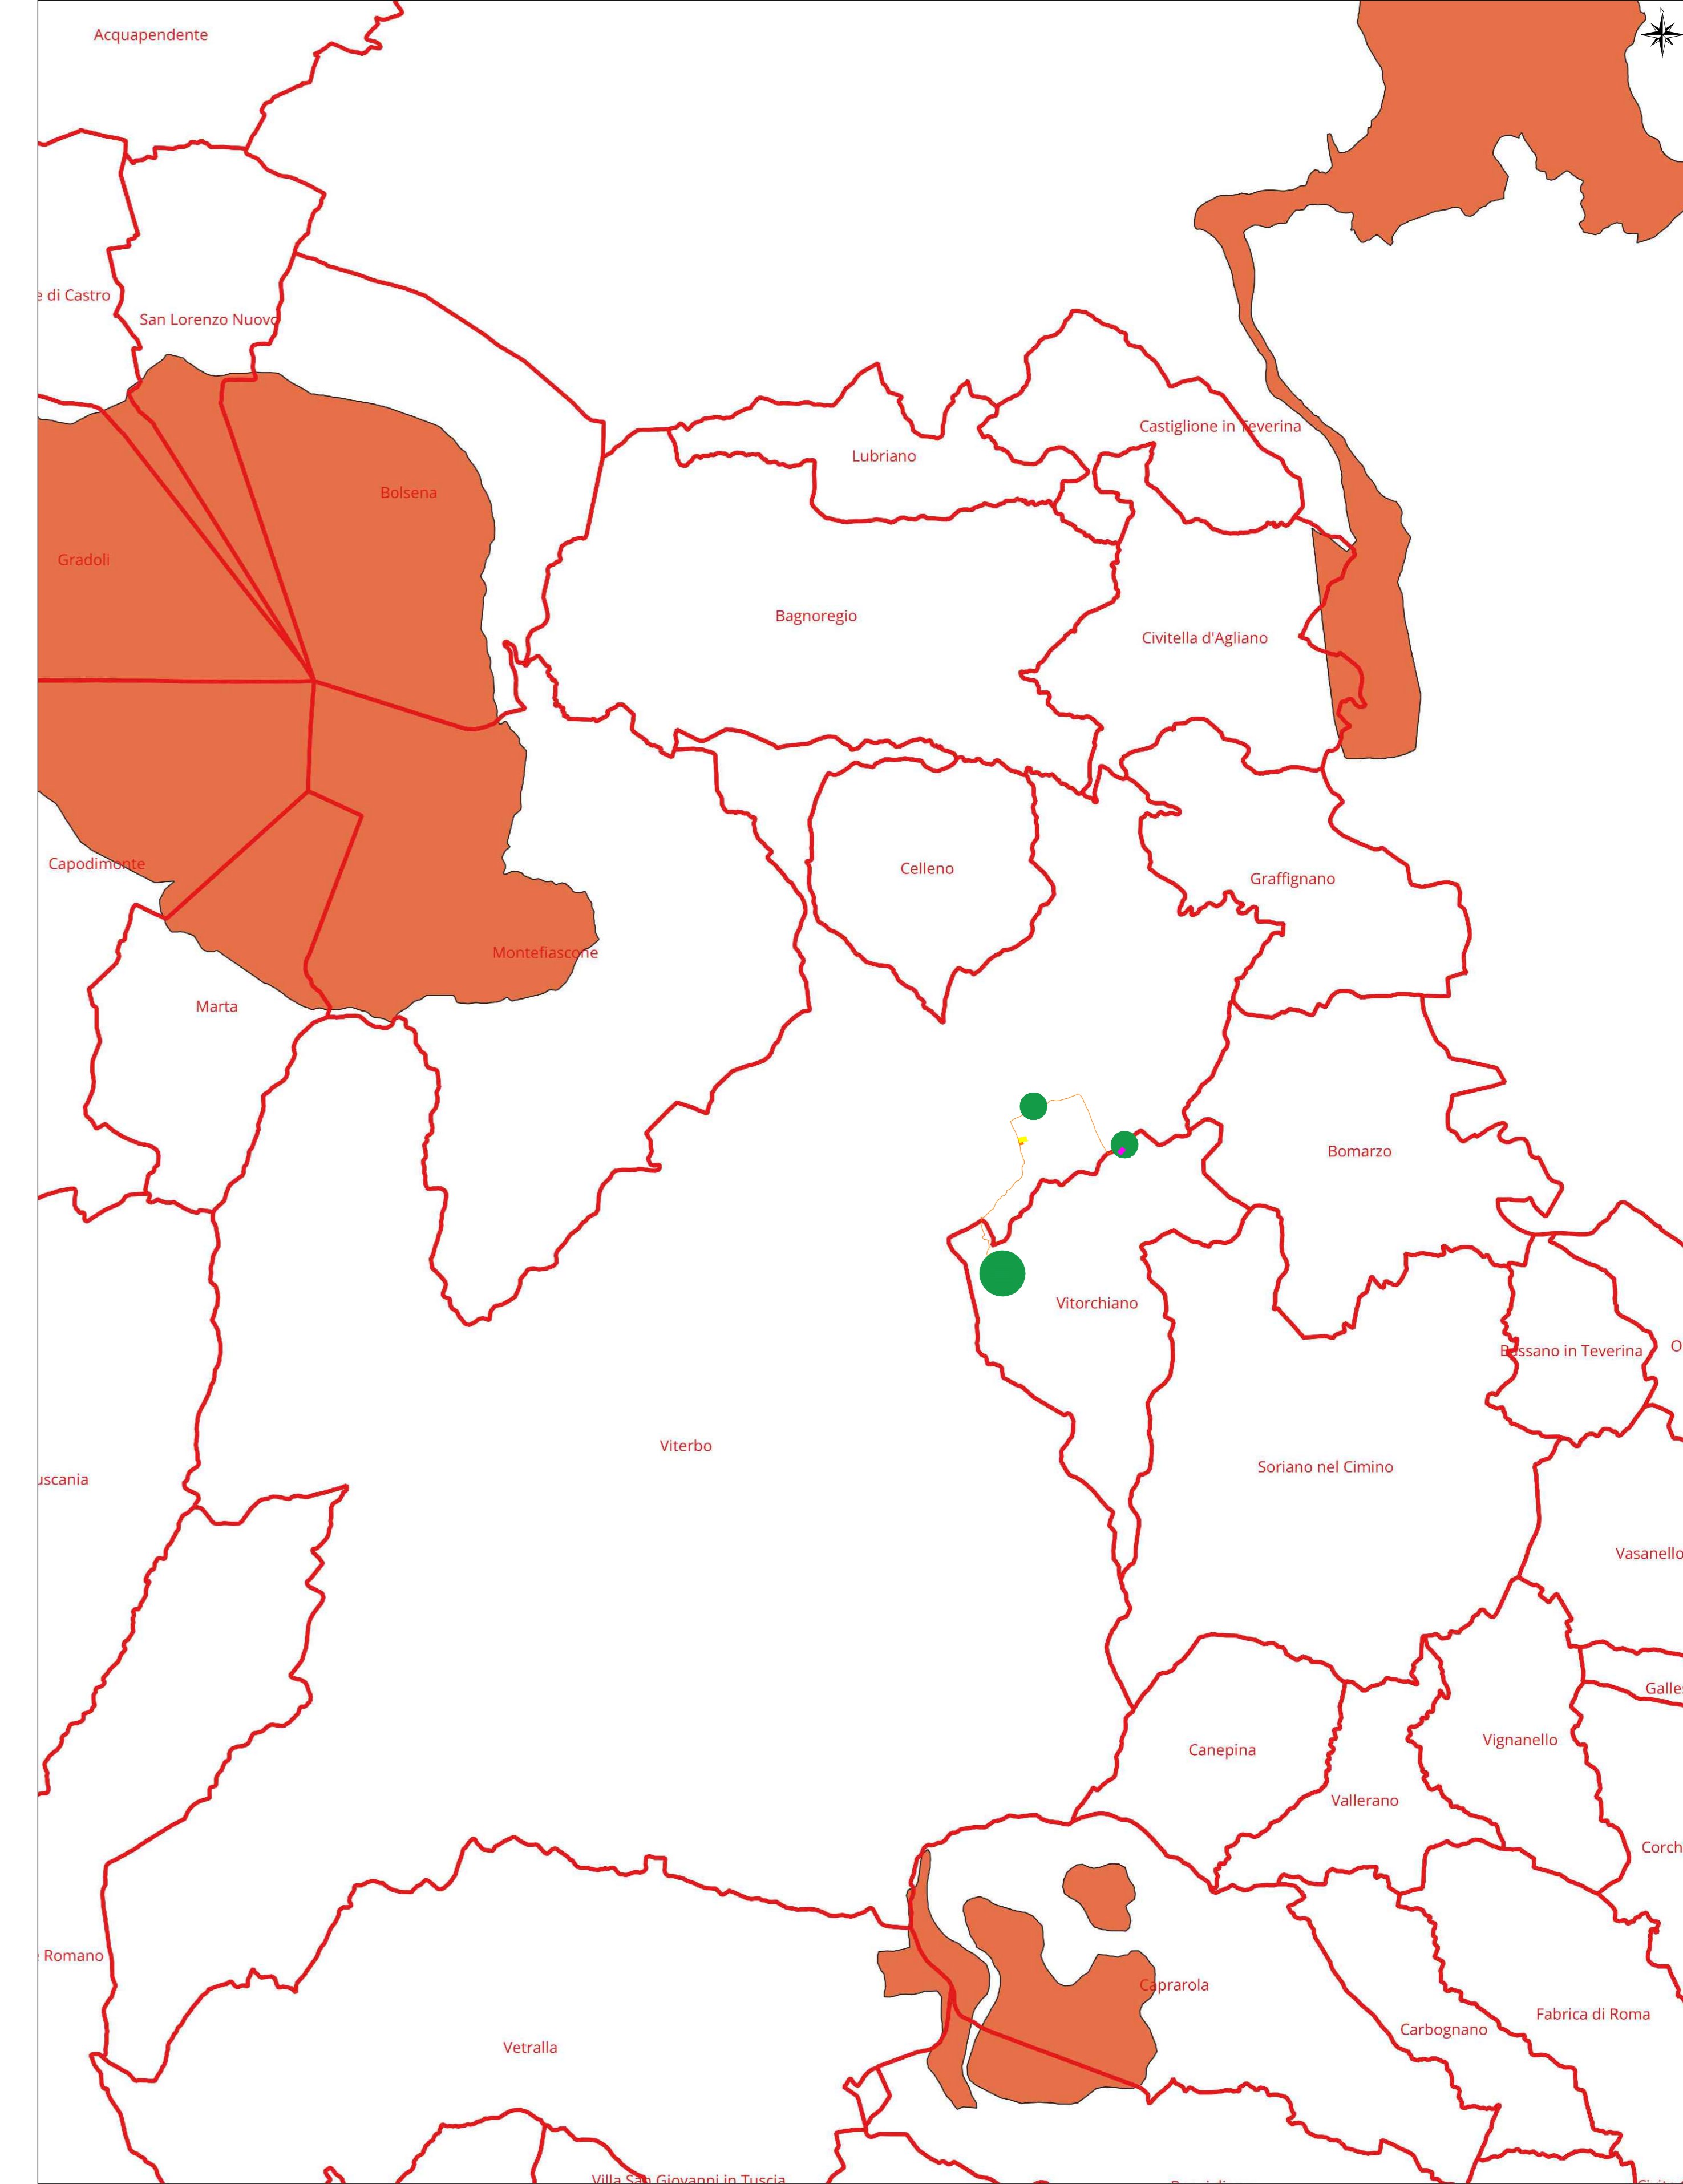 N
Acquapendente
e di Castro
San Lorenzo Nuovo
Castiglione in Teverina
Lubriano
Bolsena
Gradoli
Bagnoregio
Civitella d'Agliano
Capodimonte
Celleno
Graffignano
Montefiascone
Marta
Bomarzo
Vitorchiano
Bassano in Teverina
O
Viterbo
Soriano nel Cimino
uscania
Vasanello
Galles
Vignanello
Canepina
Vallerano
Corch
Romano
Caprarola
Fabrica di Roma
Carbognano
Vetralla
Villa San Giovanni in Tuscia